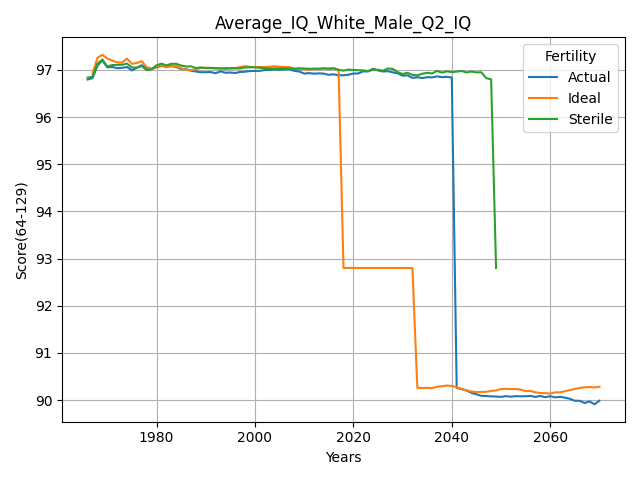 Average_IQ_White_Male_Q2_IQ
Fertility
Actual
Ideal
Sterile
Score(64-129)
97
96
95
94
93
92
91
90
1980
2000
2020
2040
2060
Years